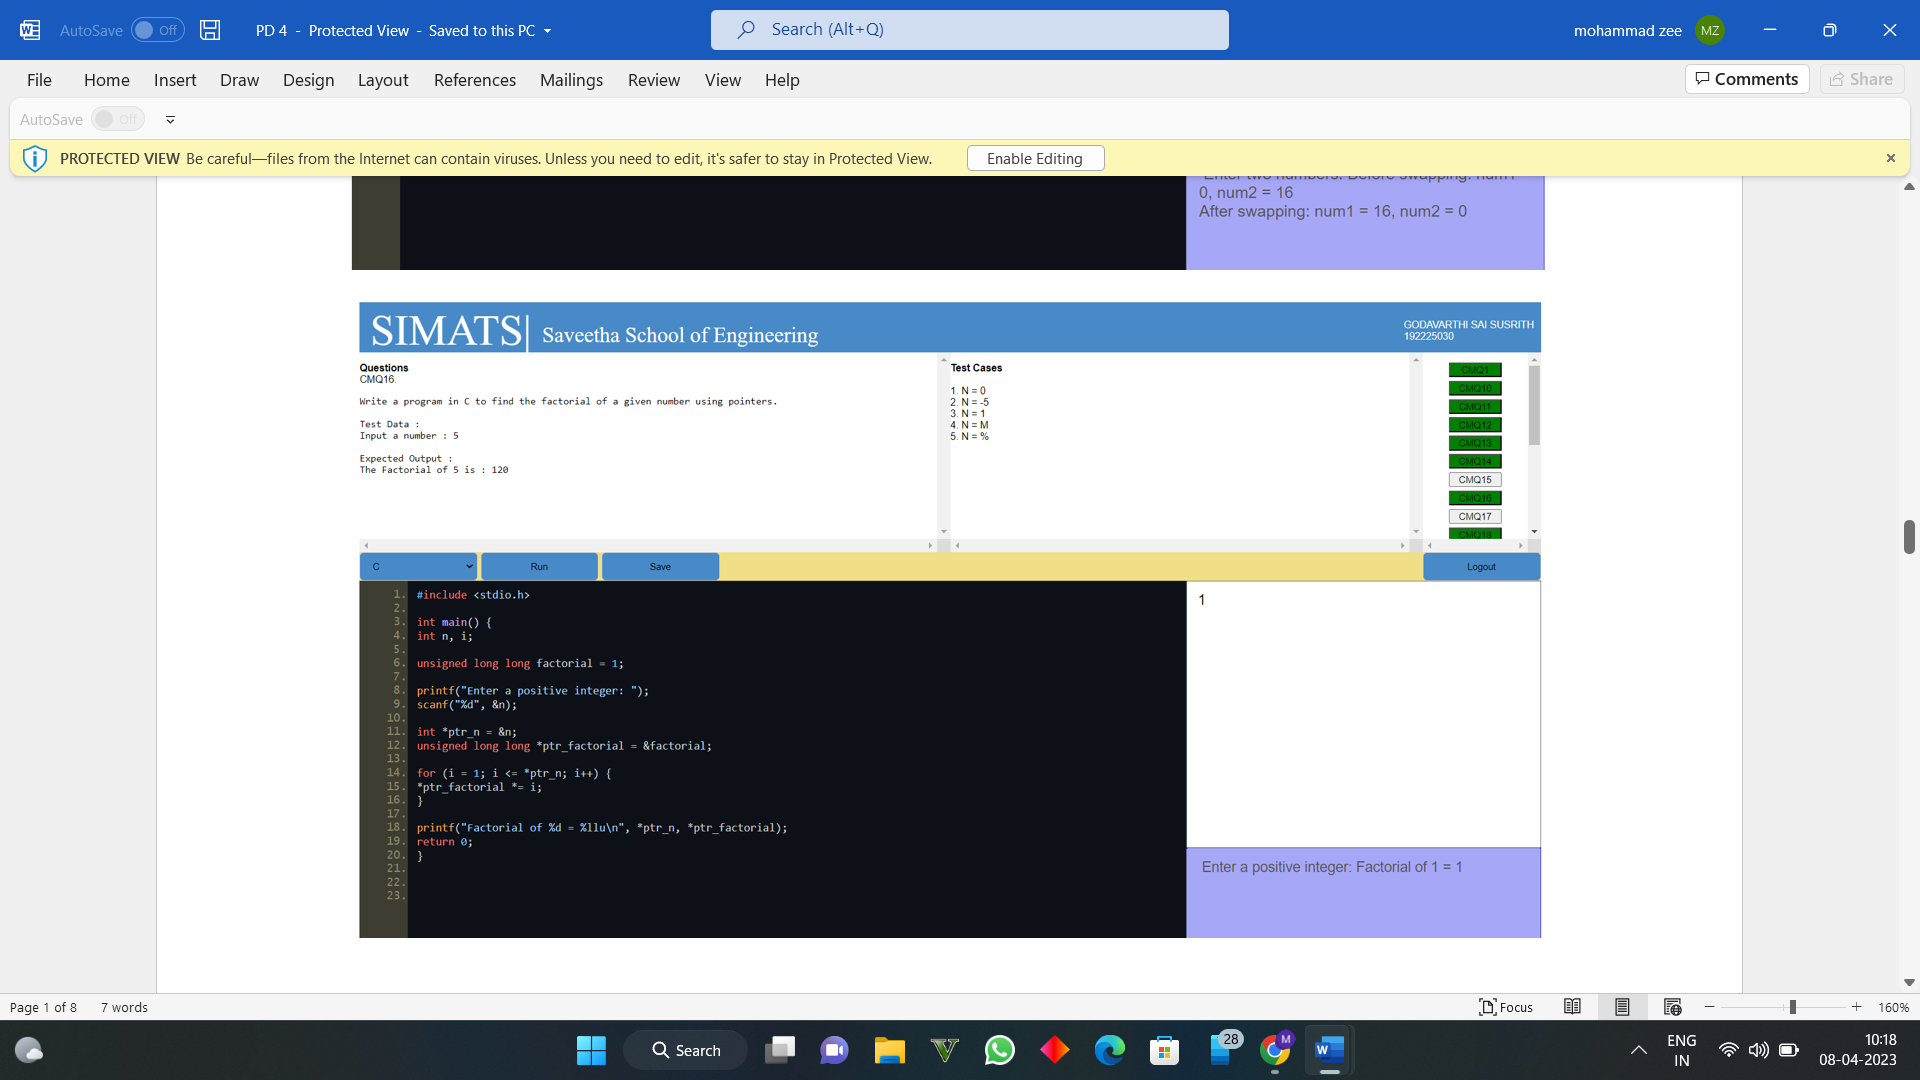 AutoSave Off PD 4 - Protected View - Saved to this PC Search (Alt+Q) mohammad zee MZ
File Home Insert Draw Design Layout References Mailings Review View Help Comments Share
AutoSave Off
PROTECTED VIEW Be careful—files from the Internet can contain viruses. Unless you need to edit, it's safer to stay in Protected View. Enable Editing
Enter two numbers: Before swapping: num1
0, num2 = 16
After swapping: num1 = 16, num2 = 0
SIMATS Saveetha School of Engineering
GODAVARTHI SAI SUSRITH
192225030
Questions
CMQ16.
Write a program in C to find the factorial of a given number using pointers.
Test Data :
Input a number : 5
Expected Output :
The Factorial of 5 is : 120
Test Cases
1. N = 0
2. N = -5
3. N = 1
4. N = M
5. N = %
CMQ1
CMQ10
CMQ11
CMQ12
CMQ13
CMQ14
CMQ15
CMQ16
CMQ17
CMQ18
C Run Save Logout
1. #include <stdio.h>
2.
3. int main() {
4. int n, i;
5.
6. unsigned long long factorial = 1;
7.
8. printf("Enter a positive integer: ");
9. scanf("%d", &n);
10.
11. int *ptr_n = &n;
12. unsigned long long *ptr_factorial = &factorial;
13.
14. for (i = 1; i <= *ptr_n; i++) {
15. *ptr_factorial *= i;
16. }
17.
18. printf("Factorial of %d = %llu\n", *ptr_n, *ptr_factorial);
19. return 0;
20. }
21.
22.
23.
1
Enter a positive integer: Factorial of 1 = 1
Page 1 of 8 7 words Focus 160%
Search 28 M ENG
IN
10:18
08-04-2023